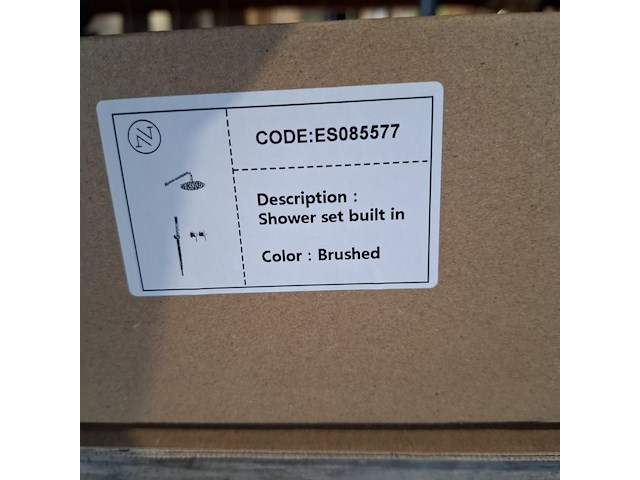 CODE:ES085577
Description :
Shower set built in
Color : Brushed